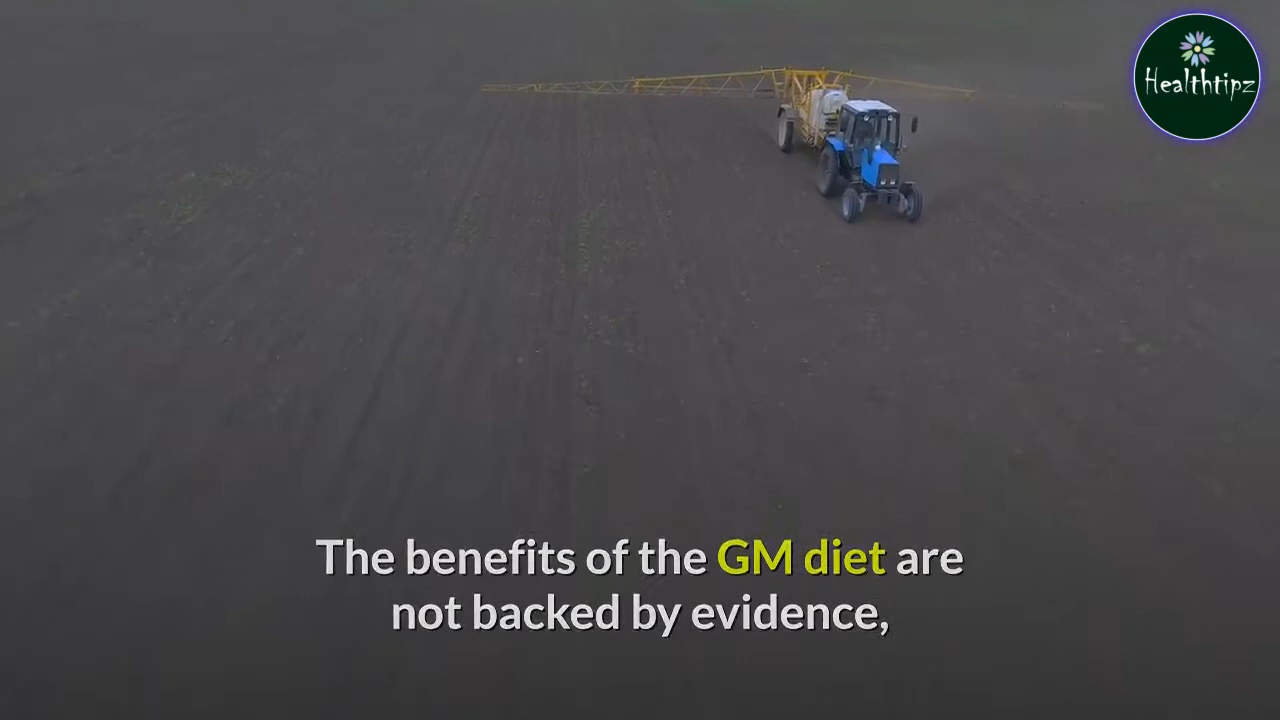 Healthtipz
The benefits of the GM diet are
not backed by evidence,